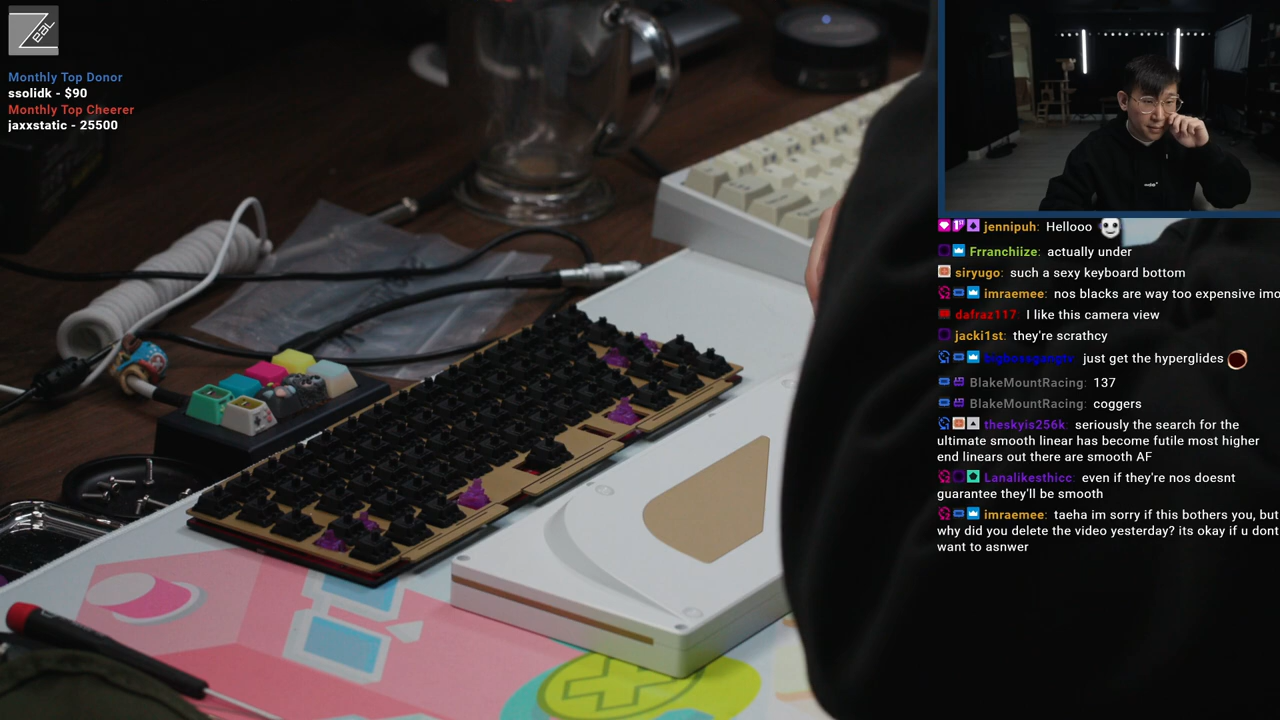 Zeal
Monthly Top Donor
ssolidk - $90
Monthly Top Cheerer
jaxxstatic - 25500
jennipuh: Hellooo
Frranchiize: actually under
siryugo: such a sexy keyboard bottom
imraemee: nos blacks are way too expensive imo
dafraz117: I like this camera view
jacki1st: they're scrathcy
just get the hyperglides
BlakeMountRacing: 137
BlakeMountRacing: coggers
theskyis256k: seriously the search for the
ultimate smooth linear has become futile most higher
end linears out there are smooth AF
Lanalikesthicc: even if they're nos doesnt
guarantee they'll be smooth
imraemee: taeha im sorry if this bothers you, but
why did you delete the video yesterday? its okay if u dont
want to asnwer